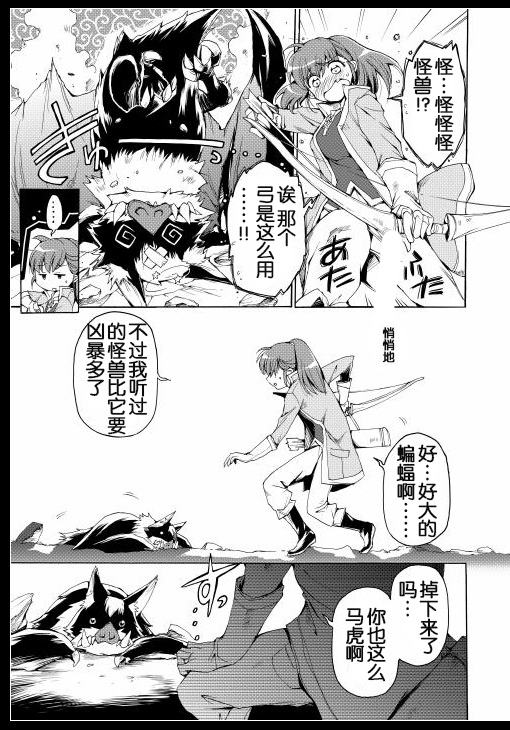 怪…怪怪怪
怪兽!?
诶 那个
弓是这么用
……!!
あた
あた
きゅ
……
悄悄地
好…好大的
蝙蝠啊……
不过我听过
的怪兽比它要
凶暴多了
掉下来了
吗…
你也这么
马虎啊